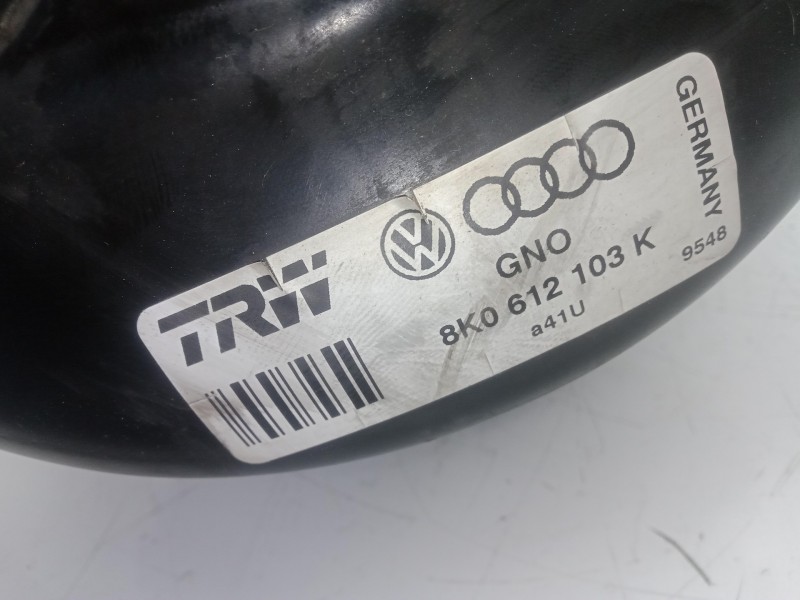 TRW
GNO
8K0 612 103 K
a41U
GERMANY
9548